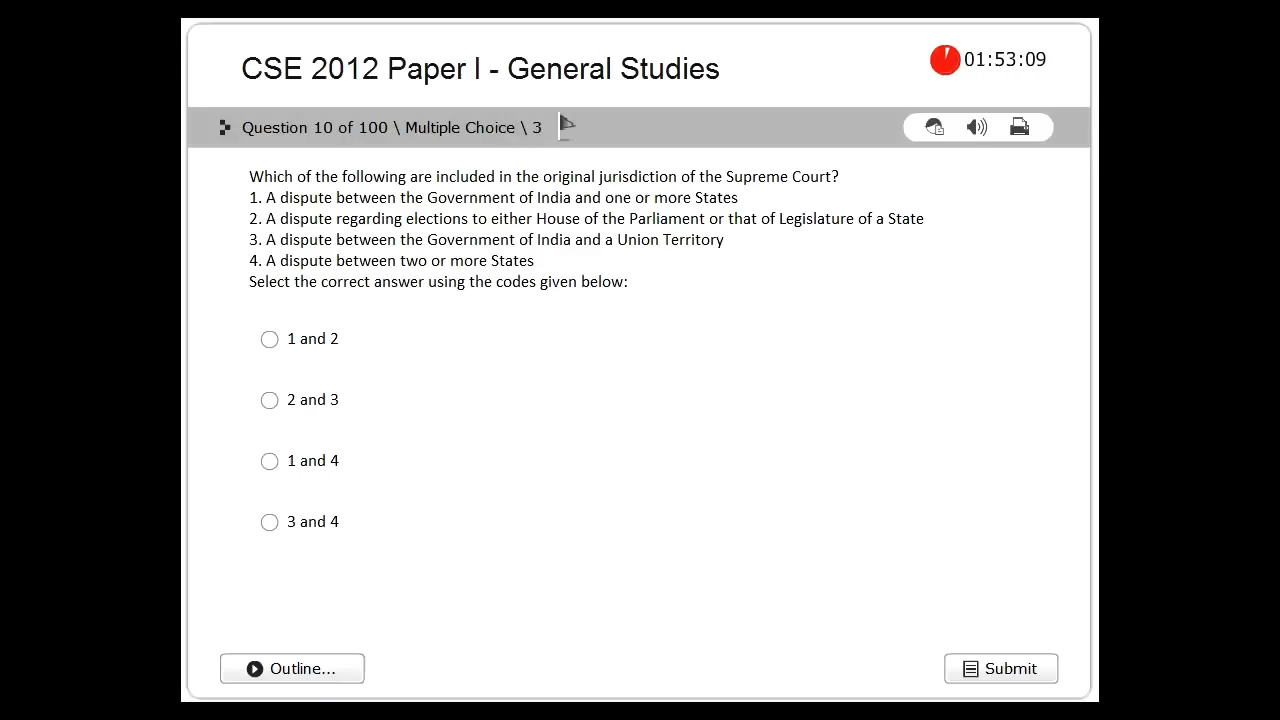 CSE 2012 Paper I - General Studies
01:53:09
Question 10 of 100 \ Multiple Choice \ 3
Which of the following are included in the original jurisdiction of the Supreme Court?
1. A dispute between the Government of India and one or more States
2. A dispute regarding elections to either House of the Parliament or that of Legislature of a State
3. A dispute between the Government of India and a Union Territory
4. A dispute between two or more States
Select the correct answer using the codes given below:
1 and 2
2 and 3
1 and 4
3 and 4
Outline...
Submit